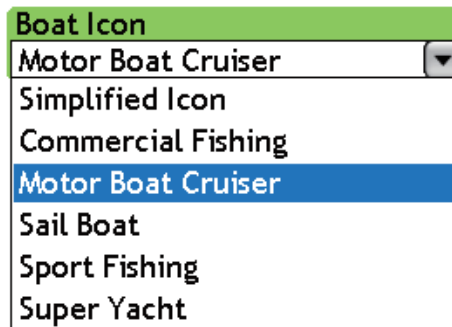 Boat Icon
Motor Boat Cruiser
Simplified Icon
Commercial Fishing
Motor Boat Cruiser
Sail Boat
Sport Fishing
Super Yacht